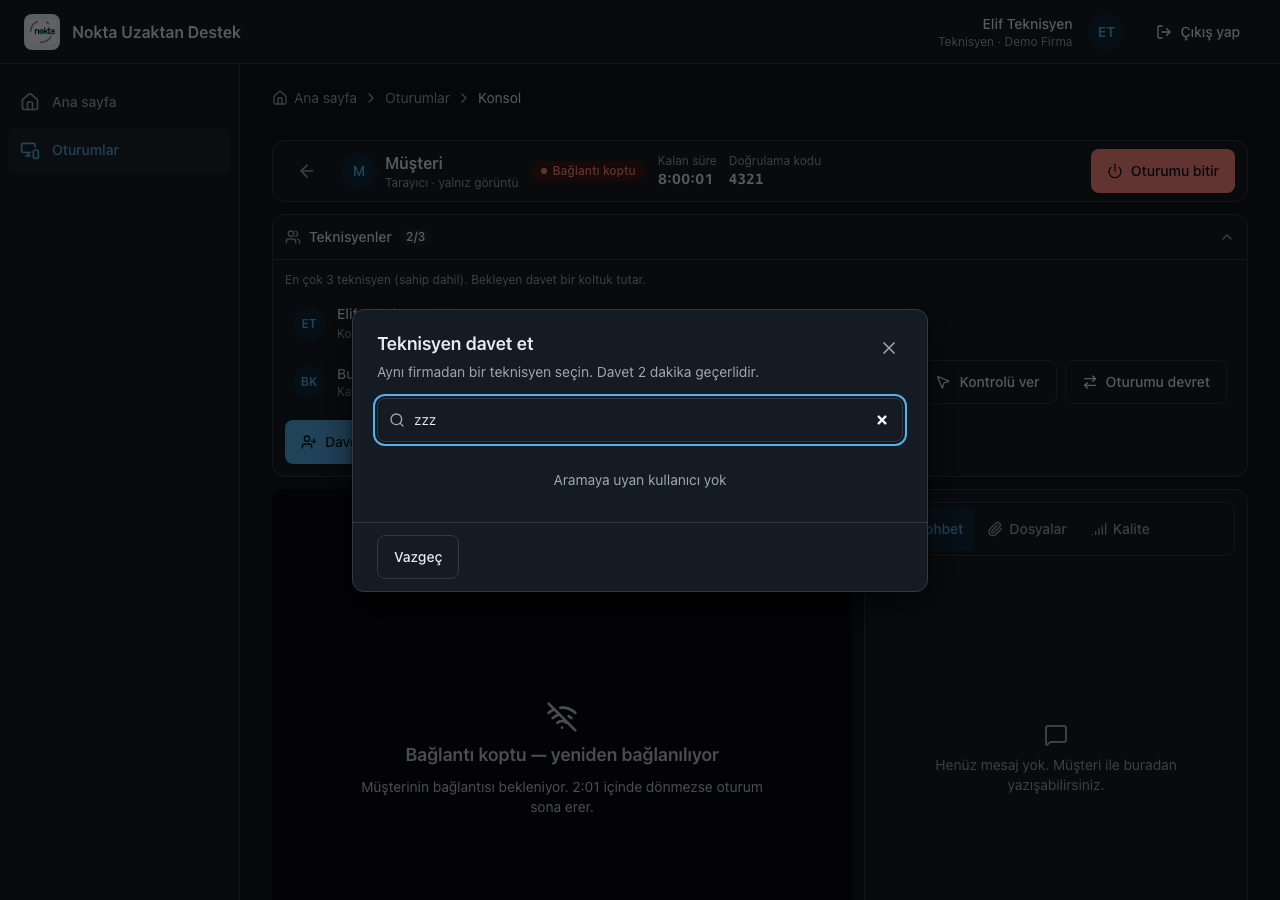 nokta
Nokta Uzaktan Destek
Elif Teknisyen
Teknisyen · Demo Firma
ET
Çıkış yap
Ana sayfa
Oturumlar
Ana sayfa
Oturumlar
Konsol
M
Müşteri
Tarayıcı · yalnız görüntü
Bağlantı koptu
Kalan süre
8:00:01
Doğrulama kodu
4321
Oturumu bitir
Teknisyenler 2/3
En çok 3 teknisyen (sahip dahil). Bekleyen davet bir koltuk tutar.
ET
BK
Kontrolü ver
Oturumu devret
Teknisyen davet et
Aynı firmadan bir teknisyen seçin. Davet 2 dakika geçerlidir.
zzz
Aramaya uyan kullanıcı yok
Vazgeç
Dosyalar
Kalite
Bağlantı koptu — yeniden bağlanılıyor
Müşterinin bağlantısı bekleniyor. 2:01 içinde dönmezse oturum
sona erer.
Henüz mesaj yok. Müşteri ile buradan
yazışabilirsiniz.